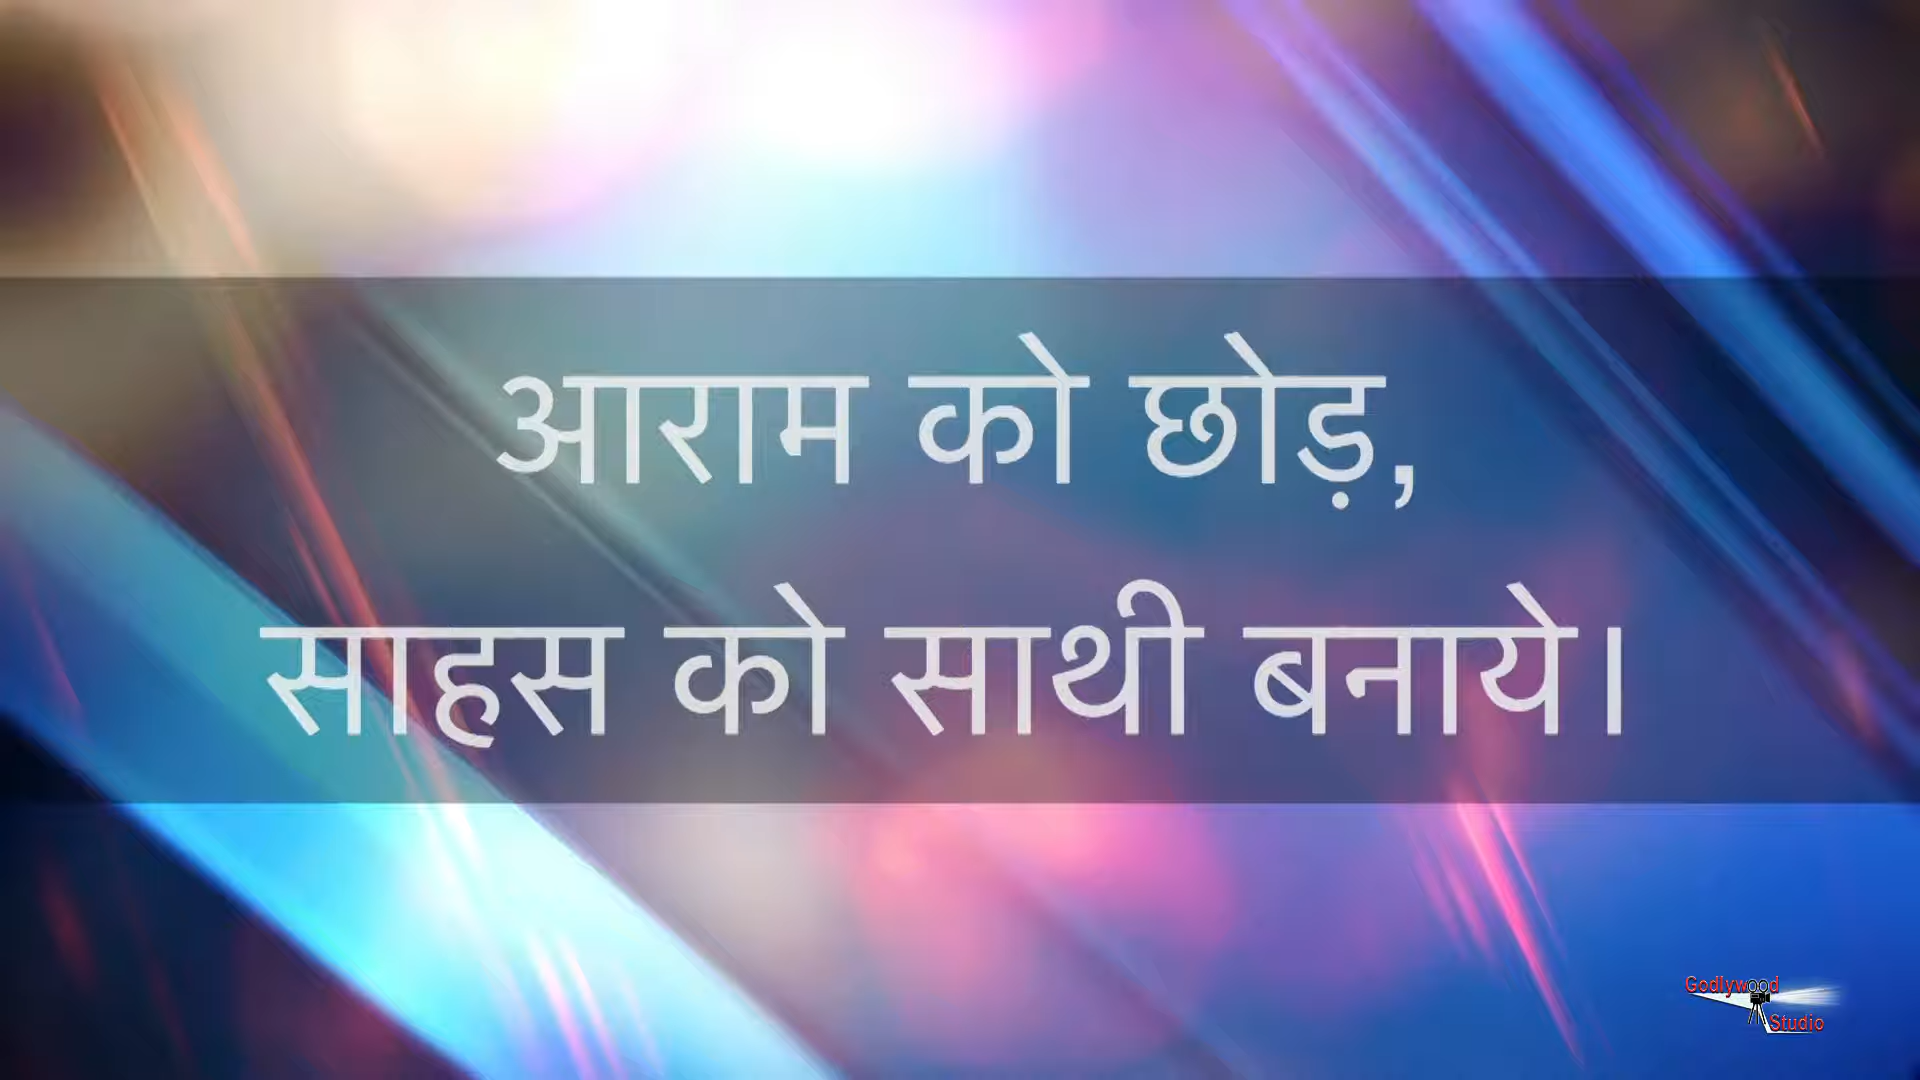 आराम को छोड़,
साहस को साथी बनाये।
Godlywood
Studio